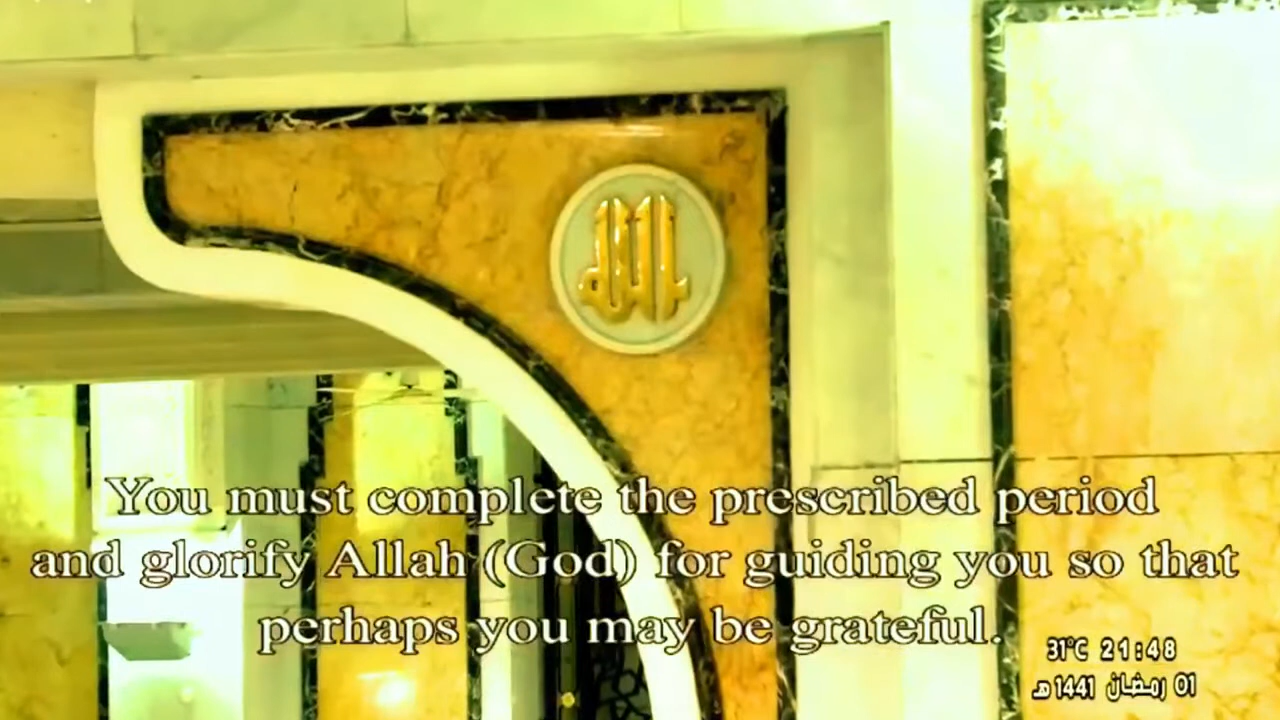 الله
You must complete the prescribed period
and glorify Allah (God) for guiding you so that
perhaps you may be grateful.
31°C 21:48
01 رمضان 1441 هـ